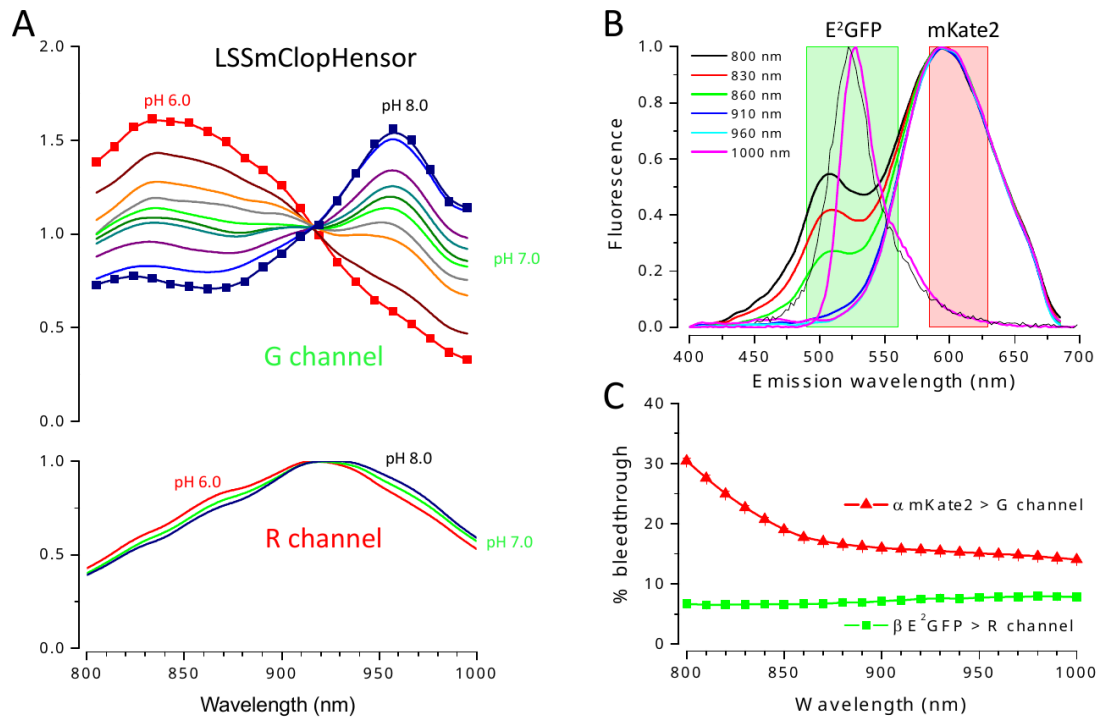 A
LSSmClopHensor
2.0
1.5
1.0
0.5
0.0
pH 6.0
pH 8.0
pH 7.0
G channel
1.0
0.5
0.0
pH 6.0
pH 8.0
pH 7.0
R channel
800 850 900 950 1000
Wavelength (nm)
B
E²GFP mKate2
Fluorescence
1.0
0.8
0.6
0.4
0.2
0.0
800 nm
830 nm
860 nm
910 nm
960 nm
1000 nm
400 500 550 600 650 700
Emission wavelength (nm)
C
% bleedthrough
40
30
20
10
0
α mKate2 > G channel
β E²GFP > R channel
800 850 900 950 1000
Wavelength (nm)